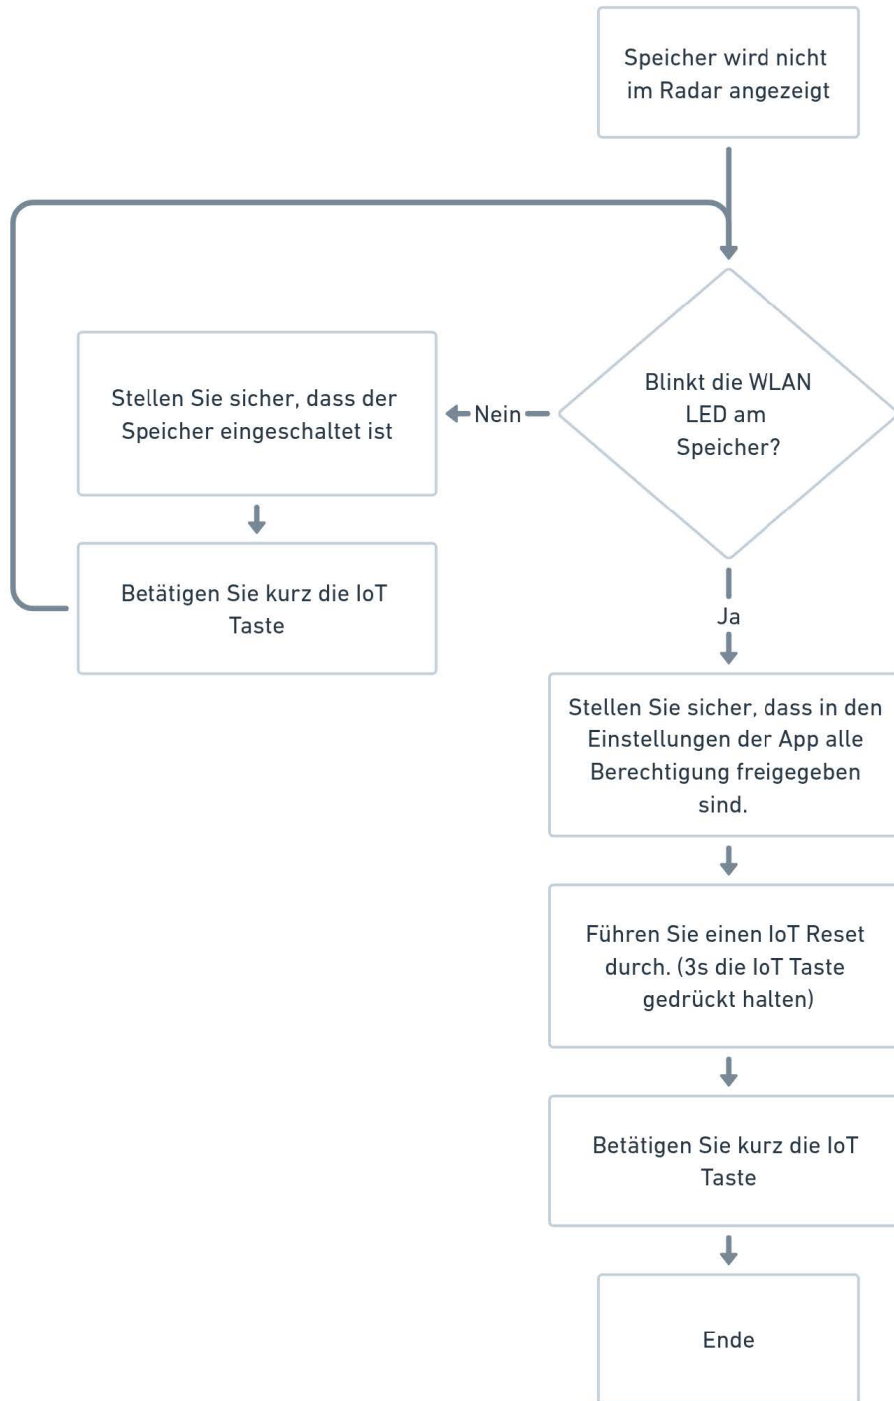 Speicher wird nicht
im Radar angezeigt
Blinkt die WLAN
LED am
Speicher?
Nein
Stellen Sie sicher, dass der
Speicher eingeschaltet ist
Betätigen Sie kurz die IoT
Taste
Ja
Stellen Sie sicher, dass in den
Einstellungen der App alle
Berechtigung freigegeben
sind.
Führen Sie einen IoT Reset
durch. (3s die IoT Taste
gedrückt halten)
Betätigen Sie kurz die IoT
Taste
Ende